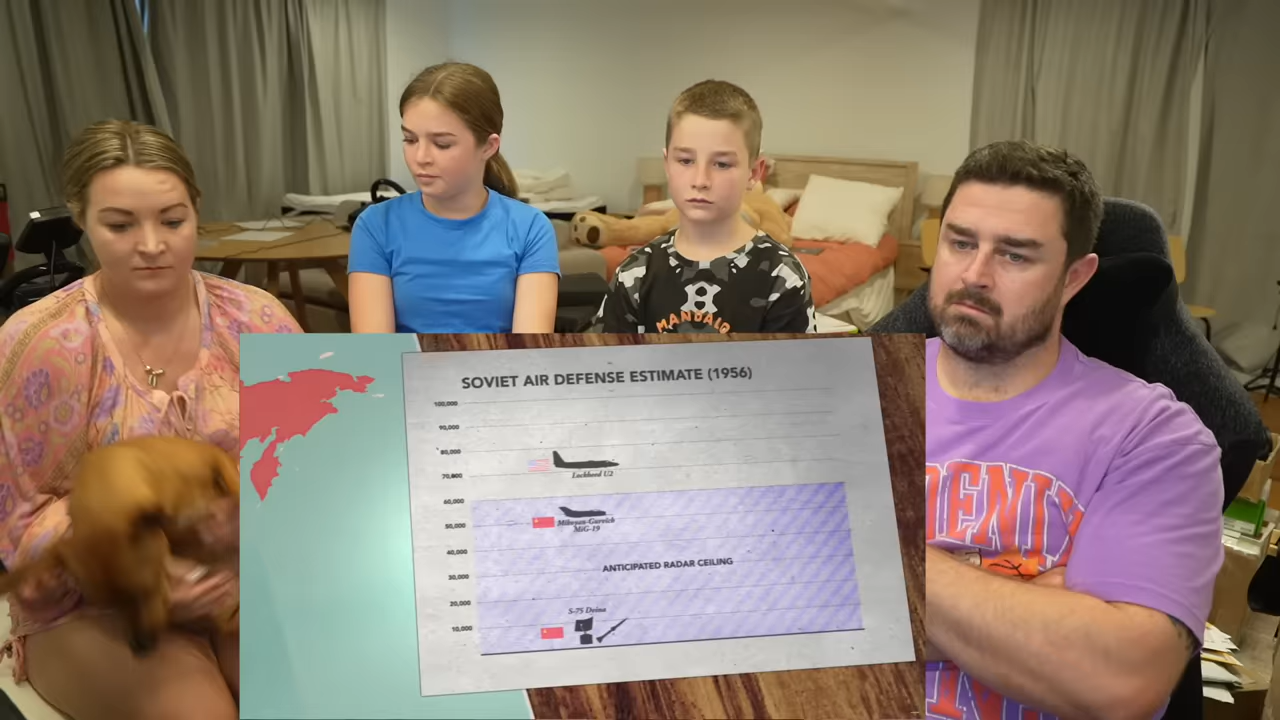 SOVIET AIR DEFENSE ESTIMATE (1956)
100,000
90,000
80,000
70,000
60,000
50,000
40,000
30,000
20,000
10,000
Lockheed U2
Mikoyan-Gurevich
MiG-19
ANTICIPATED RADAR CEILING
S-75 Dvina
MANDALO
ENIX